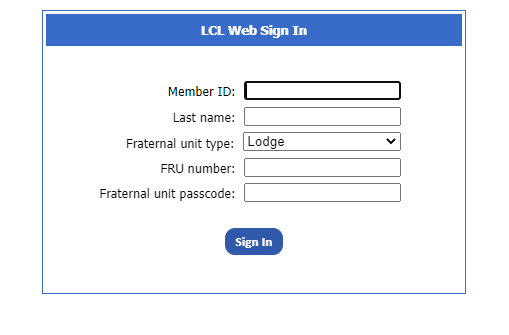 LCL Web Sign In
Member ID:
Last name:
Fraternal unit type: Lodge
FRU number:
Fraternal unit passcode:
Sign In